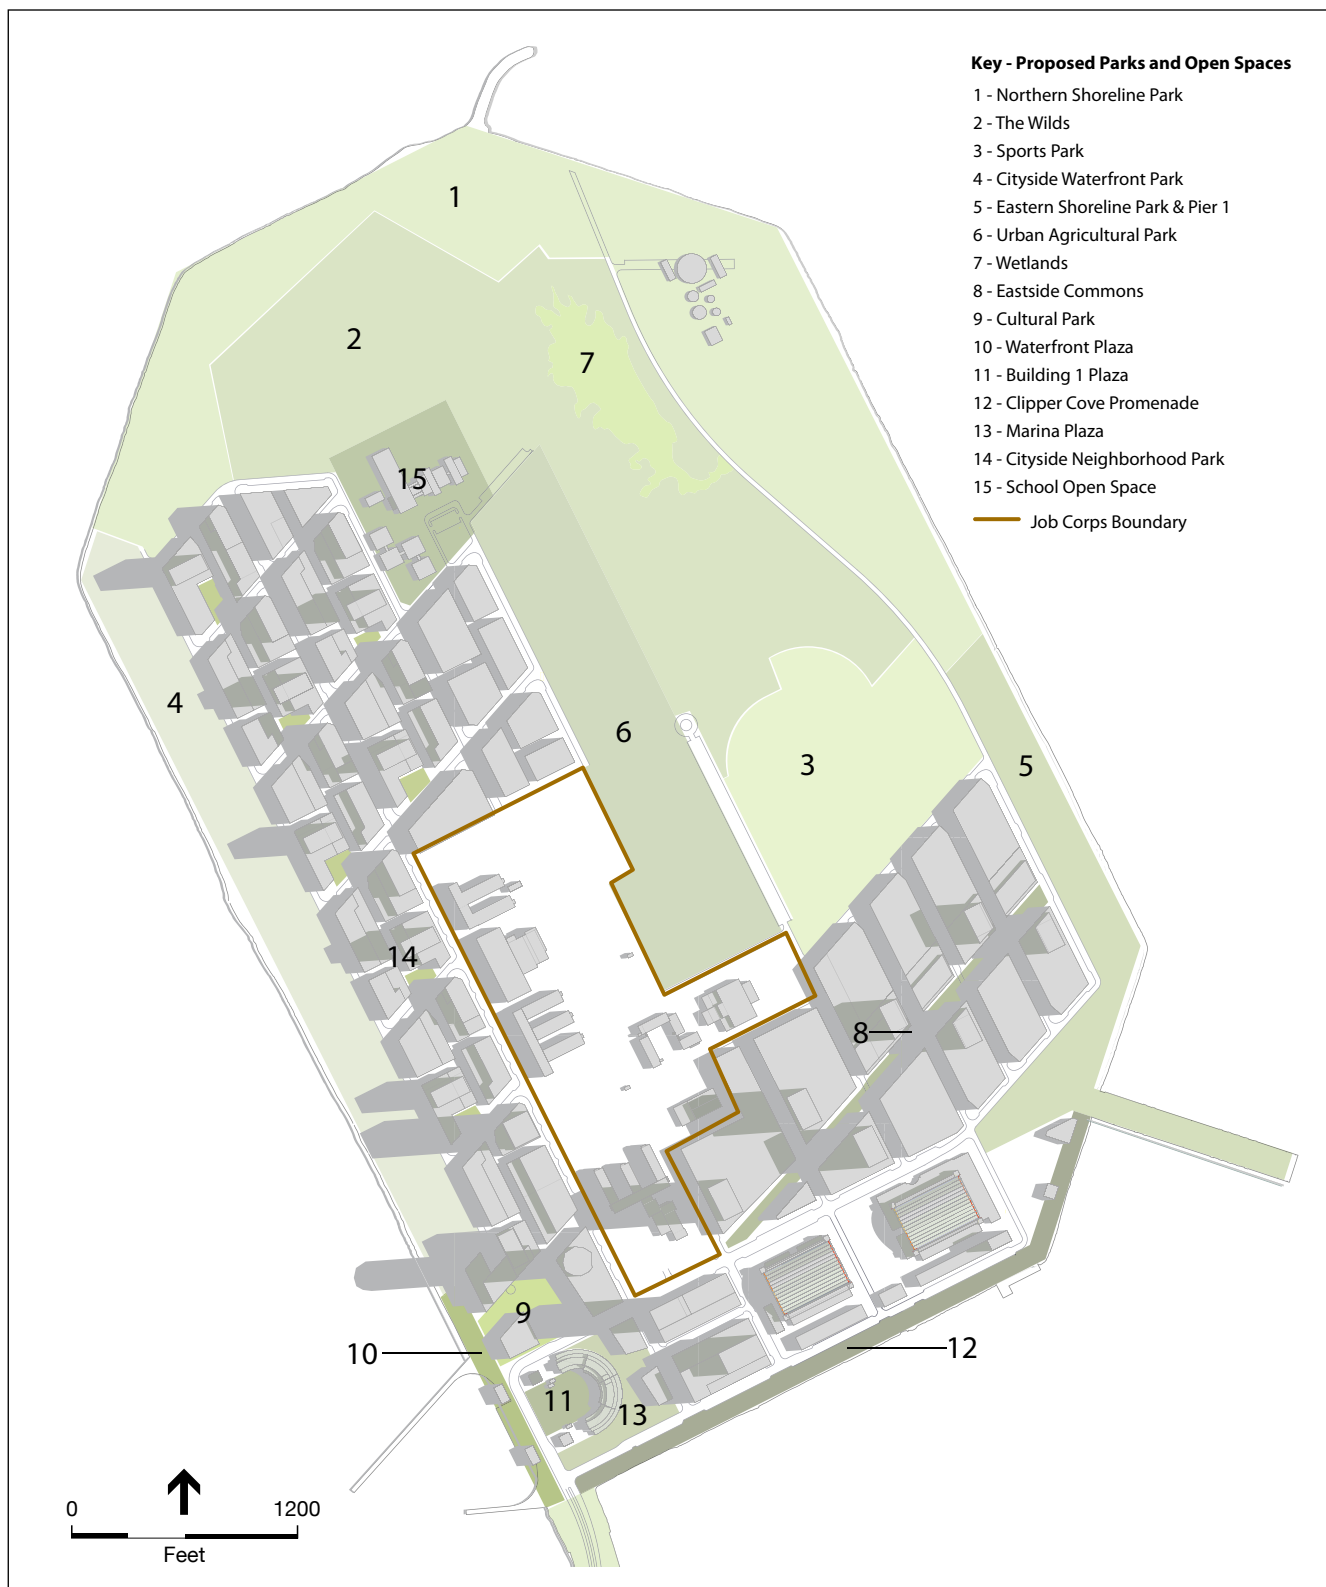 Key - Proposed Parks and Open Spaces
1 - Northern Shoreline Park
2 - The Wilds
3 - Sports Park
4 - Cityside Waterfront Park
5 - Eastern Shoreline Park & Pier 1
6 - Urban Agricultural Park
7 - Wetlands
8 - Eastside Commons
9 - Cultural Park
10 - Waterfront Plaza
11 - Building 1 Plaza
12 - Clipper Cove Promenade
13 - Marina Plaza
14 - Cityside Neighborhood Park
15 - School Open Space
Job Corps Boundary
1
2
7
15
4
6
3
5
14
8
9
10
12
11
13
0 1200
Feet